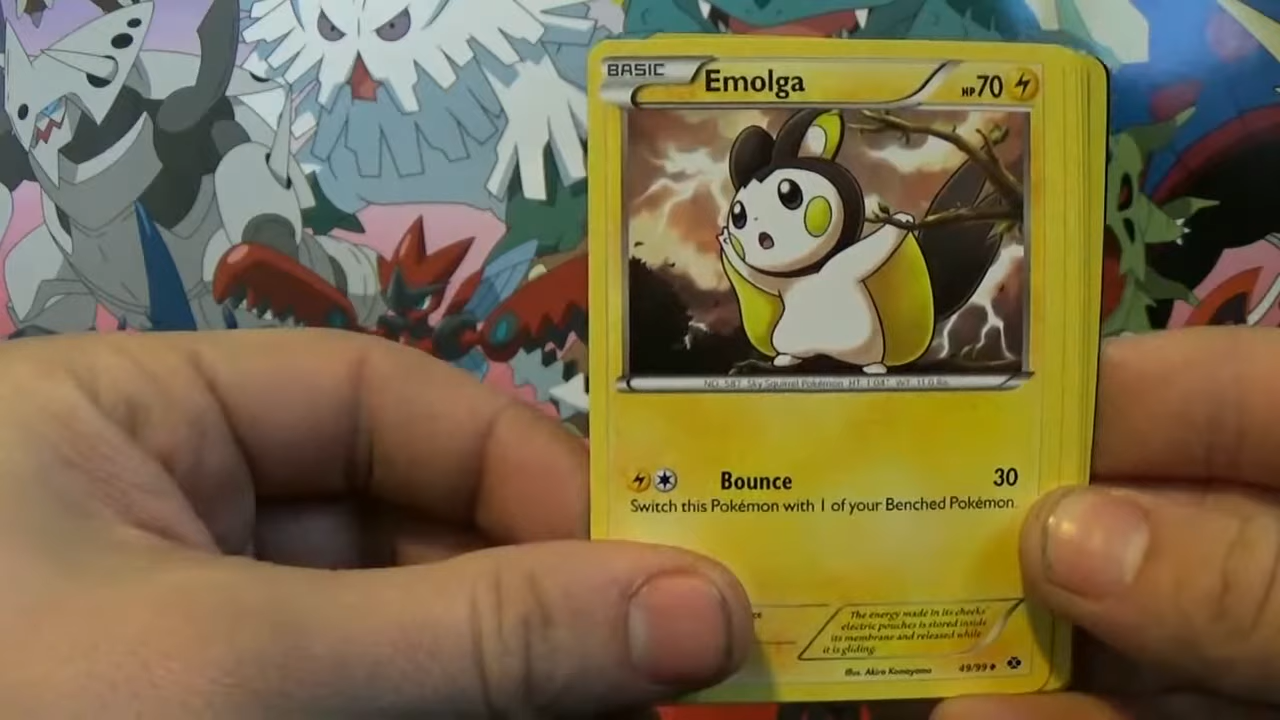 BASIC Emolga HP70
NO. 587 Sky Squirrel Pokémon HT: 1'04" WT: 11.0 lbs.
Bounce 30
Switch this Pokémon with 1 of your Benched Pokémon.
The energy made in its cheeks'
electric pouches is stored inside
its membrane and released while
it is gliding.
Illus. Akira Komayama 49/99